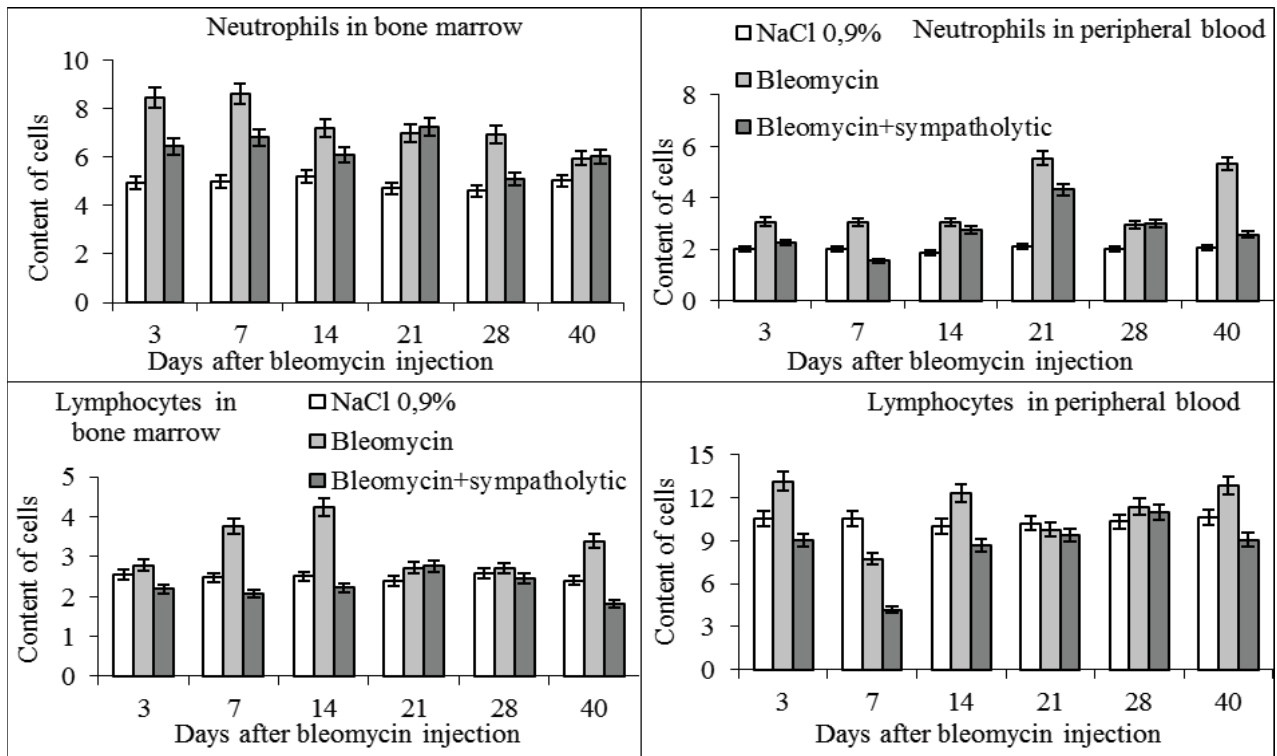 Neutrophils in bone marrow
10
8
6
4
2
0
Content of cells
3 7 14 21 28 40
Days after bleomycin injection
NaCl 0,9%
Bleomycin
Bleomycin+sympatholytic
Neutrophils in peripheral blood
8
6
4
2
0
Content of cells
3 7 14 21 28 40
Days after bleomycin injection
Lymphocytes in
bone marrow
NaCl 0,9%
Bleomycin
Bleomycin+sympatholytic
5
4
3
2
1
0
Content of cells
3 7 14 21 28 40
Days after bleomycin injection
Lymphocytes in peripheral blood
15
12
9
6
3
0
Content of cells
3 7 14 21 28 40
Days after bleomycin injection